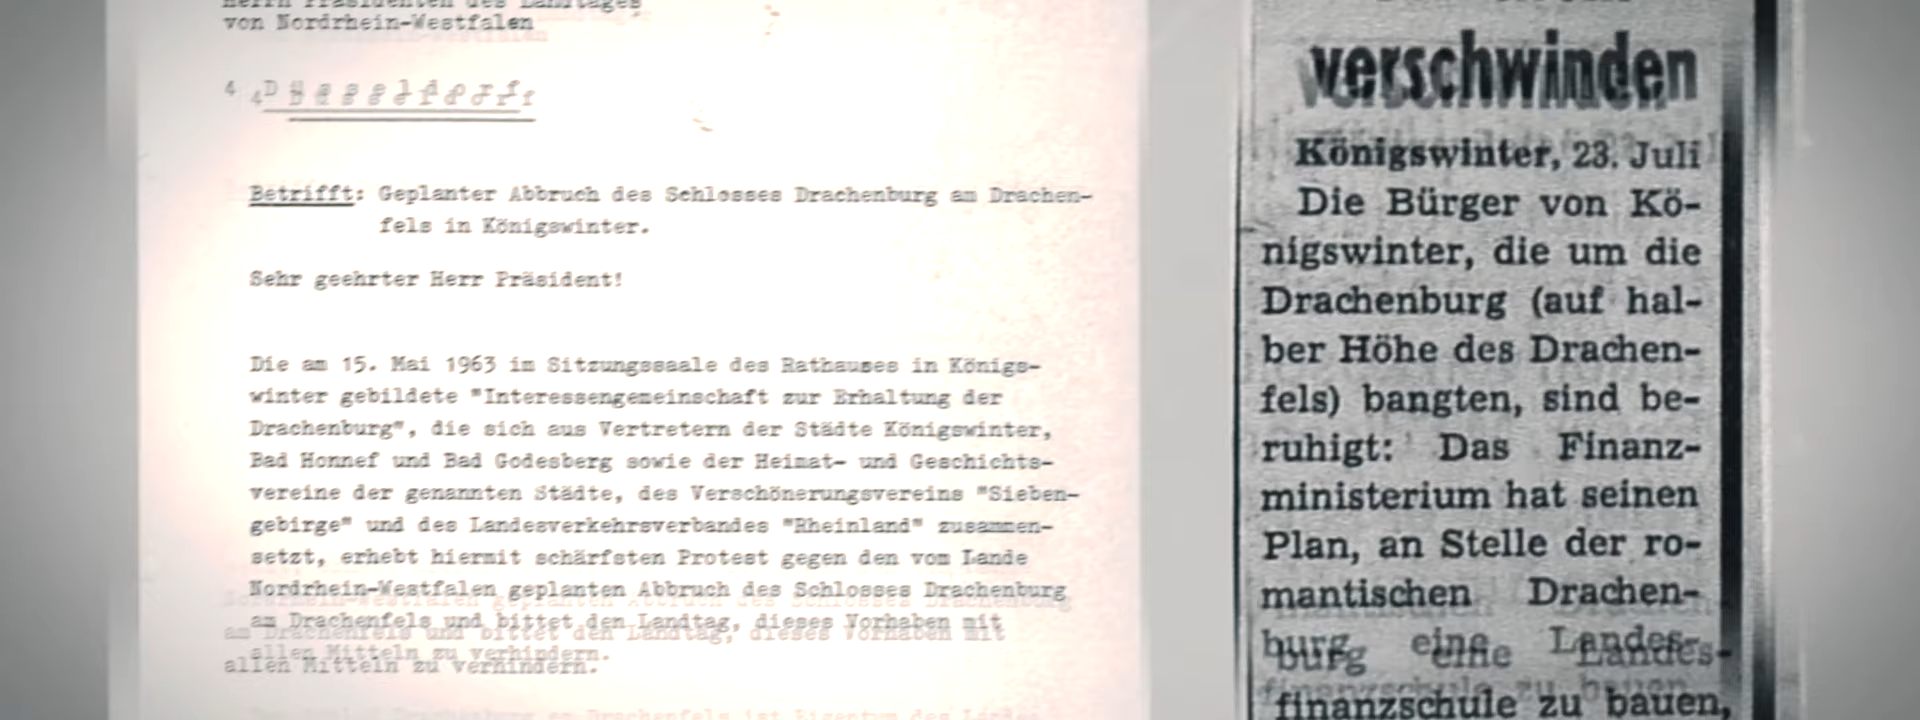 Herrn Präsidenten des Landtages
von Nordrhein-Westfalen
4 Düsseldorf
Betrifft: Geplanter Abbruch des Schlosses Drachenburg am Drachen-
fels in Königswinter.
Sehr geehrter Herr Präsident!
Die am 15. Mai 1963 im Sitzungssaale des Rathauses in Königs-
winter gebildete "Interessengemeinschaft zur Erhaltung der
Drachenburg", die sich aus Vertretern der Städte Königswinter,
Bad Honnef und Bad Godesberg sowie der Heimat- und Geschichts-
vereine der genannten Städte, des Verschönerungsvereins "Sieben-
gebirge" und des Landesverkehrsverbandes "Rheinland" zusammen-
setzt, erhebt hiermit schärfsten Protest gegen den vom Lande
Nordrhein-Westfalen geplanten Abbruch des Schlosses Drachenburg
am Drachenfels und bittet den Landtag, dieses Vorhaben mit
allen Mitteln zu verhindern.
verschwinden
Königswinter, 23. Juli
Die Bürger von Kö-
nigswinter, die um die
Drachenburg (auf hal-
ber Höhe des Drachen-
fels) bangten, sind be-
ruhigt: Das Finanz-
ministerium hat seinen
Plan, an Stelle der ro-
mantischen Drachen-
burg eine Landes-
finanzschule zu bauen,